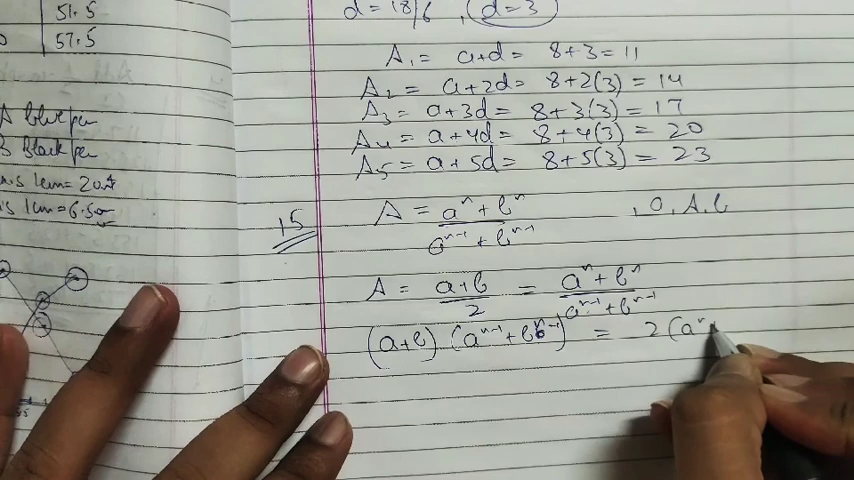 51.5
57.5
A blue pen
B Black pen
d = 18/6 , d = 3
A₁ = a+d = 8+3 = 11
A₂ = a+2d = 8+2(3) = 14
A₃ = a+3d = 8+3(3) = 17
A₄ = a+4d = 8+4(3) = 20
A₅ = a+5d = 8+5(3) = 23
15
A = (aⁿ + bⁿ)/(aⁿ⁻¹ + bⁿ⁻¹) , a, A, b
A = (a+b)/2 = (aⁿ + bⁿ)/(aⁿ⁻¹ + bⁿ⁻¹)
(a+b) (aⁿ⁻¹ + bⁿ⁻¹) = 2(aⁿ